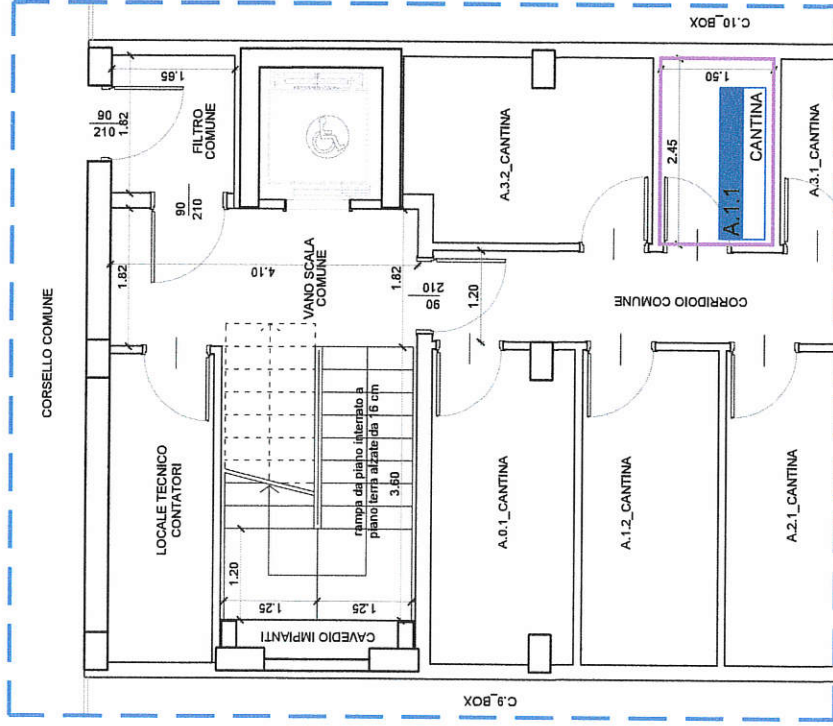 C.10_BOX
CORSELLO COMUNE
1.65
90
210
1.82
FILTRO
COMUNE
90
210
1.82
4.10
VANO SCALA
COMUNE
1.82
90
210
1.20
A.3.2_CANTINA
2.45
1.50
A.1.1
CANTINA
A.3.1_CANTINA
CORRIDOIO COMUNE
LOCALE TECNICO
CONTATORI
rampa da piano interrato a
piano terra alzate da 16 cm
3.60
1.20
1.25
1.25
CAVEDIO IMPIANTI
A.0.1_CANTINA
A.1.2_CANTINA
A.2.1_CANTINA
C.9_BOX